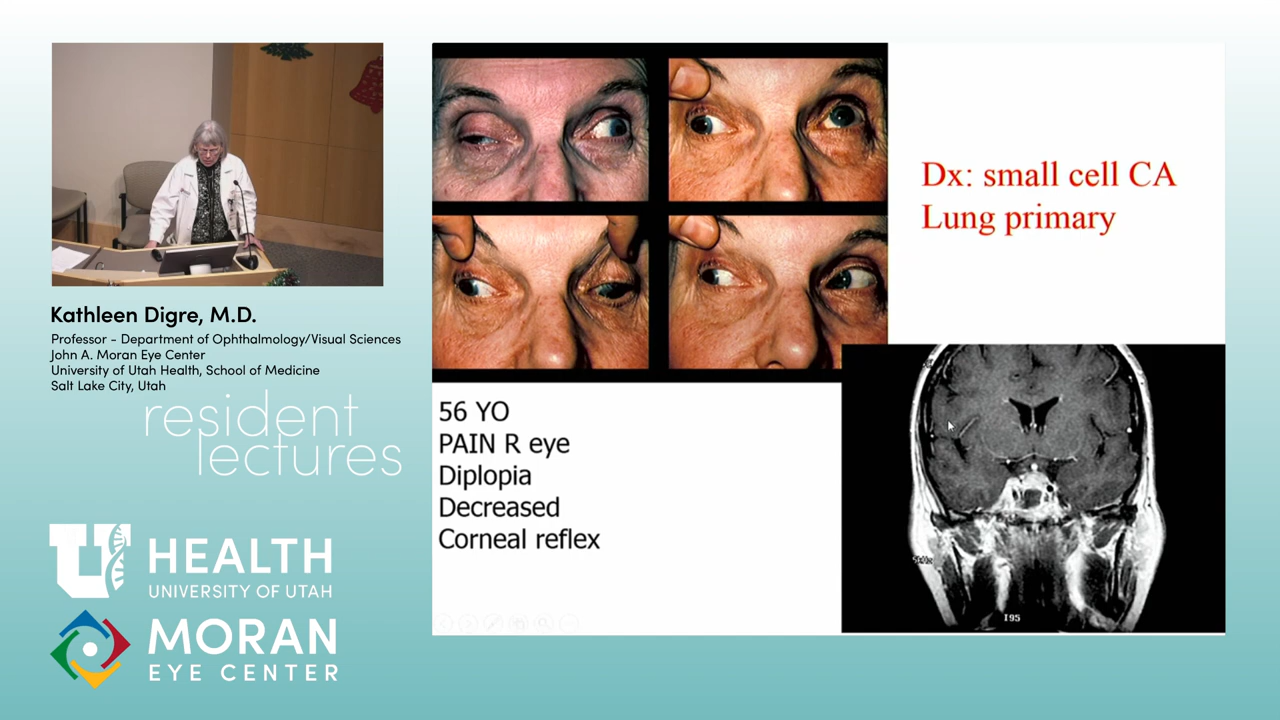 Kathleen Digre, M.D.
Professor - Department of Ophthalmology/Visual Sciences
John A. Moran Eye Center
University of Utah Health, School of Medicine
Salt Lake City, Utah
resident
lectures
U HEALTH
UNIVERSITY OF UTAH
MORAN
EYE CENTER
Dx: small cell CA
Lung primary
56 YO
PAIN R eye
Diplopia
Decreased
Corneal reflex
I95